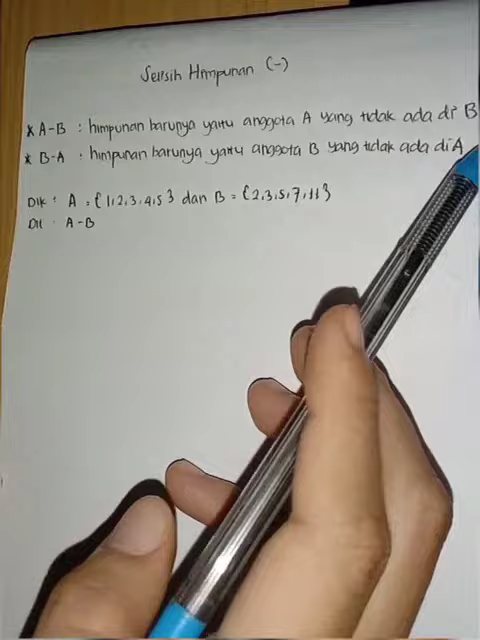 Selisih Himpunan (-)
* A-B : himpunan barunya yaitu anggota A yang tidak ada di B
* B-A : himpunan barunya yaitu anggota B yang tidak ada di A
Dik : A = {1,2,3,4,5} dan B = {2,3,5,7,11}
Dit : A-B